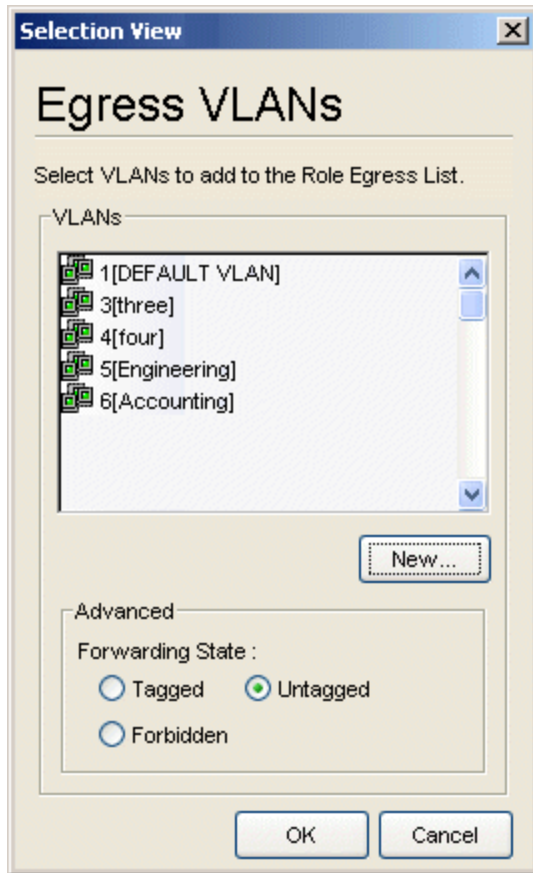 Selection View
Egress VLANs
Select VLANs to add to the Role Egress List.
VLANs
1[DEFAULT VLAN]
3[three]
4[four]
5[Engineering]
6[Accounting]
New...
Advanced
Forwarding State :
Tagged Untagged
Forbidden
OK Cancel